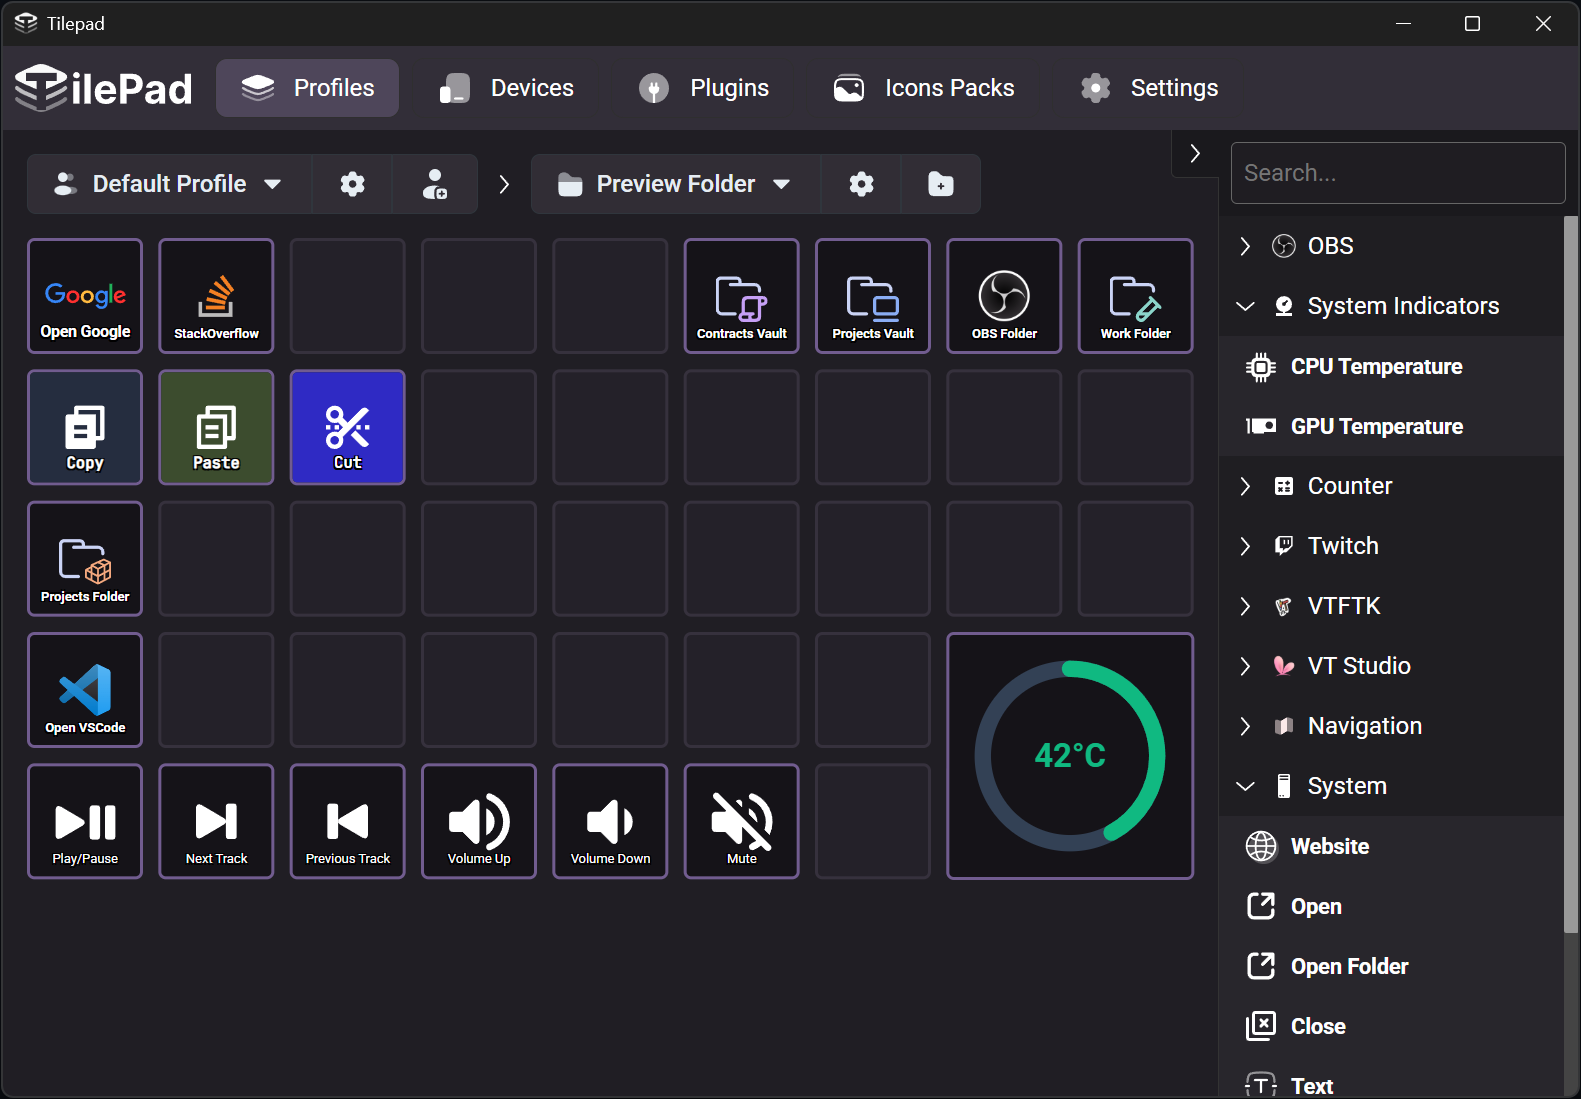 Tilepad
TilePad
Profiles
Devices
Plugins
Icons Packs
Settings
Default Profile
Preview Folder
Search...
Google
Open Google
StackOverflow
Contracts Vault
Projects Vault
OBS Folder
Work Folder
Copy
Paste
Cut
Projects Folder
Open VSCode
42°C
Play/Pause
Next Track
Previous Track
Volume Up
Volume Down
Mute
OBS
System Indicators
CPU Temperature
GPU Temperature
Counter
Twitch
VTFTK
VT Studio
Navigation
System
Website
Open
Open Folder
Close
Text